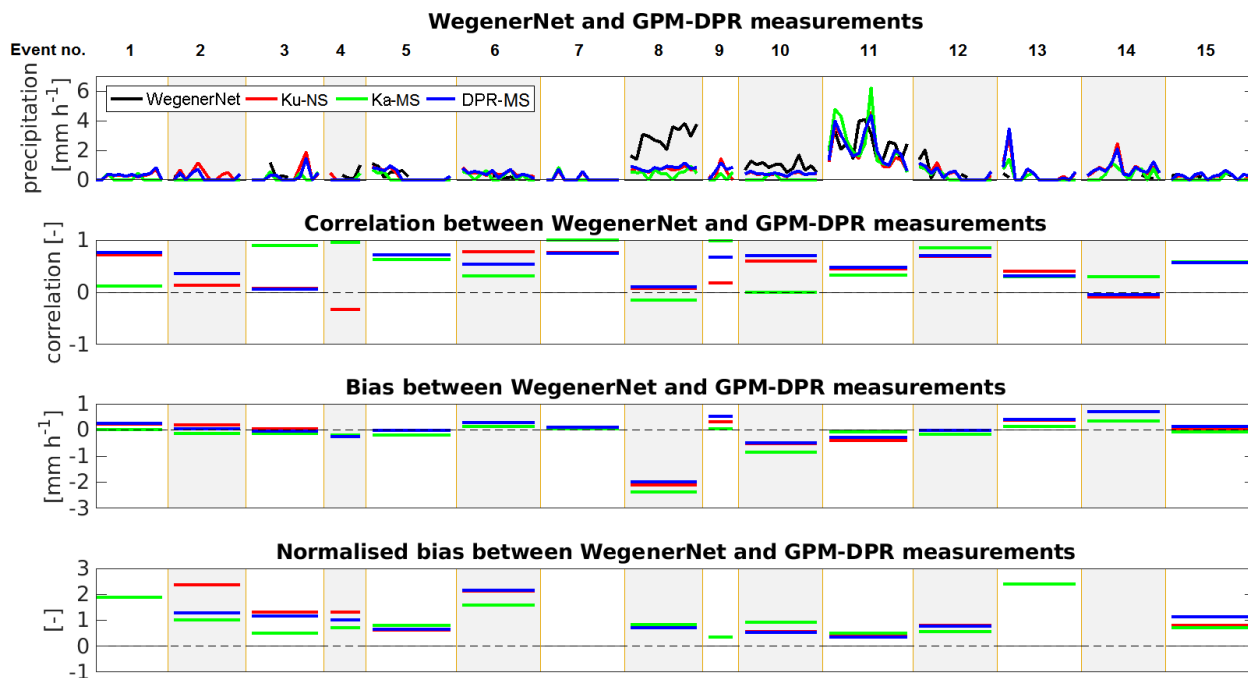 WegenerNet and GPM-DPR measurements
Event no. 1 2 3 4 5 6 7 8 9 10 11 12 13 14 15
precipitation
[mm h⁻¹]
6
4
2
0
WegenerNet Ku-NS Ka-MS DPR-MS
Correlation between WegenerNet and GPM-DPR measurements
correlation [-]
1
0
-1
Bias between WegenerNet and GPM-DPR measurements
[mm h⁻¹]
1
0
-1
-2
-3
Normalised bias between WegenerNet and GPM-DPR measurements
[-]
3
2
1
0
-1